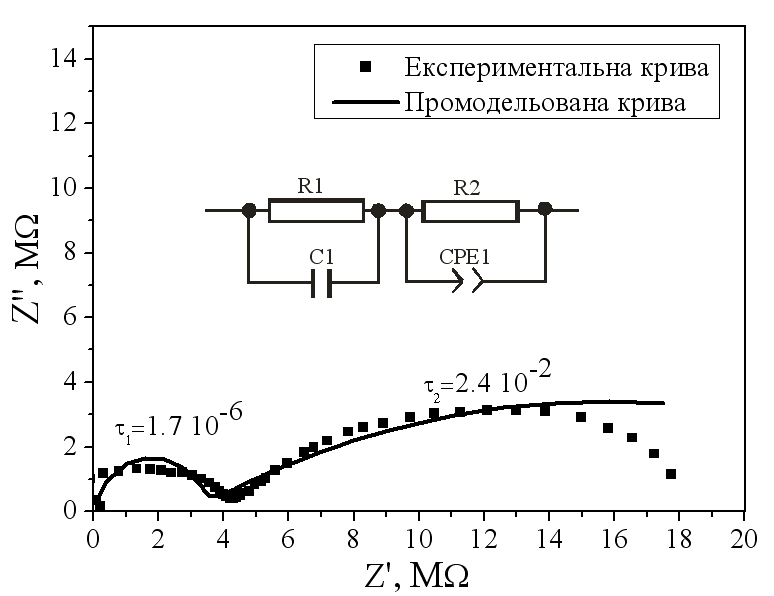 14
12
10
8
6
4
2
0
Z'', MΩ
Експериментальна крива
Промодельована крива
R1
R2
C1
CPE1
τ1=1.7 10-6
τ2=2.4 10-2
0 2 4 6 8 10 12 14 16 18 20
Z', MΩ